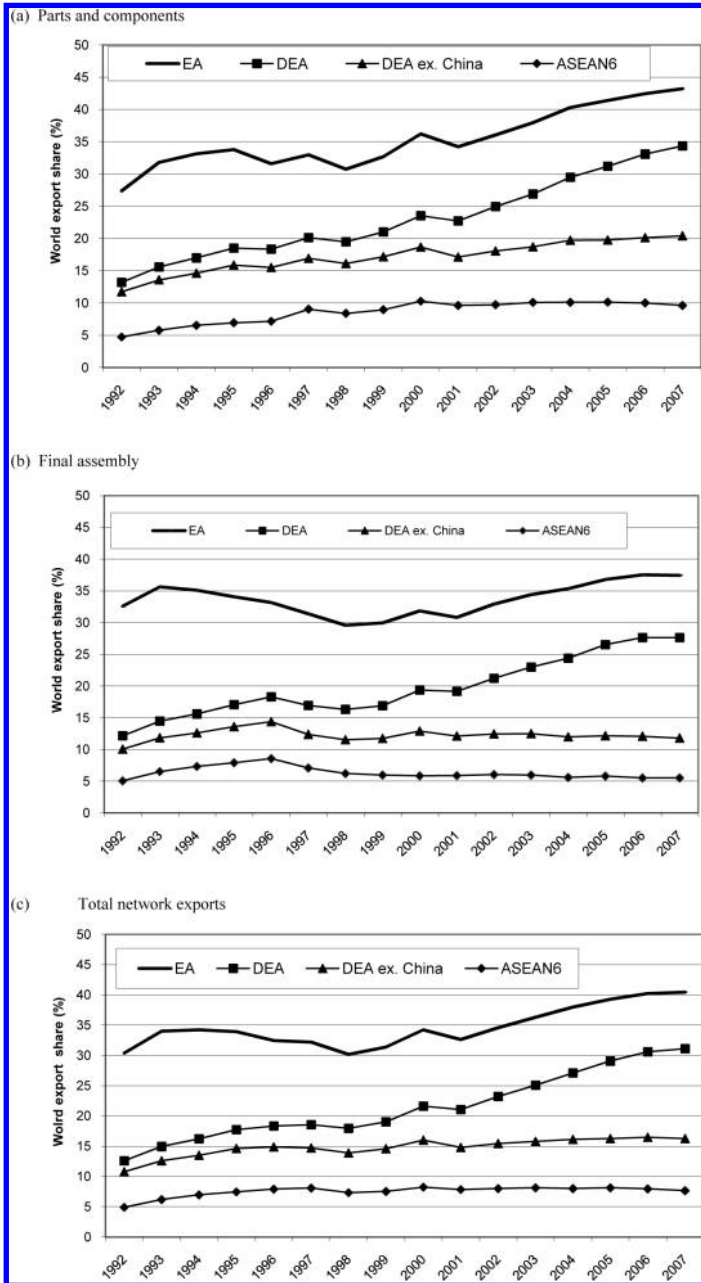 (a) Parts and components
EA DEA DEA ex. China ASEAN6
World export share (%)
50
45
40
35
30
25
20
15
10
5
0
1992 1993 1994 1995 1996 1997 1998 1999 2000 2001 2002 2003 2004 2005 2006 2007
(b) Final assembly
EA DEA DEA ex. China ASEAN6
World export share (%)
50
45
40
35
30
25
20
15
10
5
0
1992 1993 1994 1995 1996 1997 1998 1999 2000 2001 2002 2003 2004 2005 2006 2007
(c) Total network exports
EA DEA DEA ex. China ASEAN6
Wolrd export share (%)
50
45
40
35
30
25
20
15
10
5
0
1992 1993 1994 1995 1996 1997 1998 1999 2000 2001 2002 2003 2004 2005 2006 2007